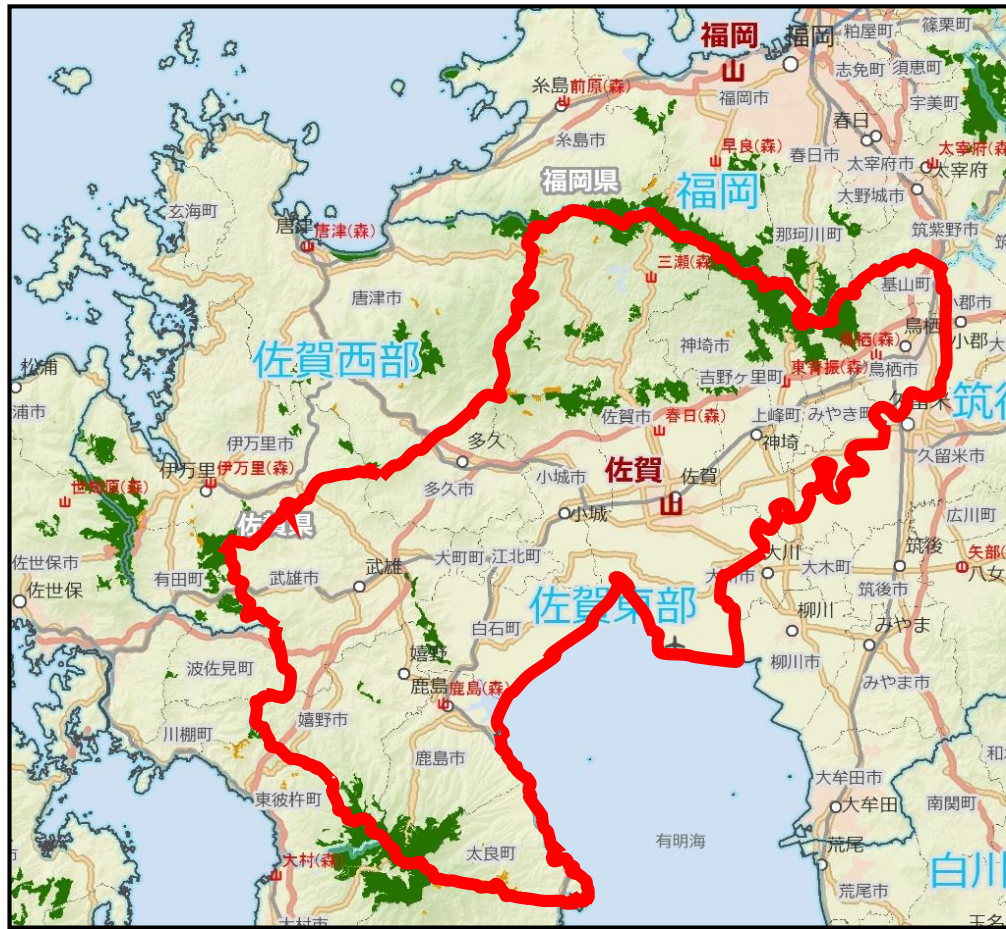 福岡
福岡
粕屋町
篠栗町
志免町
須恵町
宇美町
糸島
前原(森)
福岡市
糸島市
早良(森)
春日
春日市
太宰府市
太宰府(森
太宰府
大野城市
福岡県
福岡
玄海町
唐津
唐津(森)
那珂川町
筑紫野市
三瀬(森)
基山町
唐津市
鳥栖
小郡市
小郡
佐賀西部
神埼市
鳥栖(森)
鳥栖市
松浦
浦市
東脊振(森)
吉野ヶ里町
佐賀市
上峰町
みやき町
久留米
筑後
春日(森)
神埼
伊万里市
多久
久留米市
伊万里
伊万里(森)
小城市
佐賀
佐賀
多久市
世知原(森)
佐賀県
小城
広川町
佐世保市
有田町
武雄市
武雄
大町町
江北町
大川
大川市
大木町
筑後
矢部(
八女
筑後市
佐世保
佐賀東部
柳川
白石町
みやま
柳川市
波佐見町
嬉野
みやま市
鹿島
鹿島(森)
川棚町
嬉野市
鹿島市
大牟田市
東彼杵町
大牟田
南関町
有明海
荒尾
太良町
大村(森)
白川
荒尾市
大村市
玉名